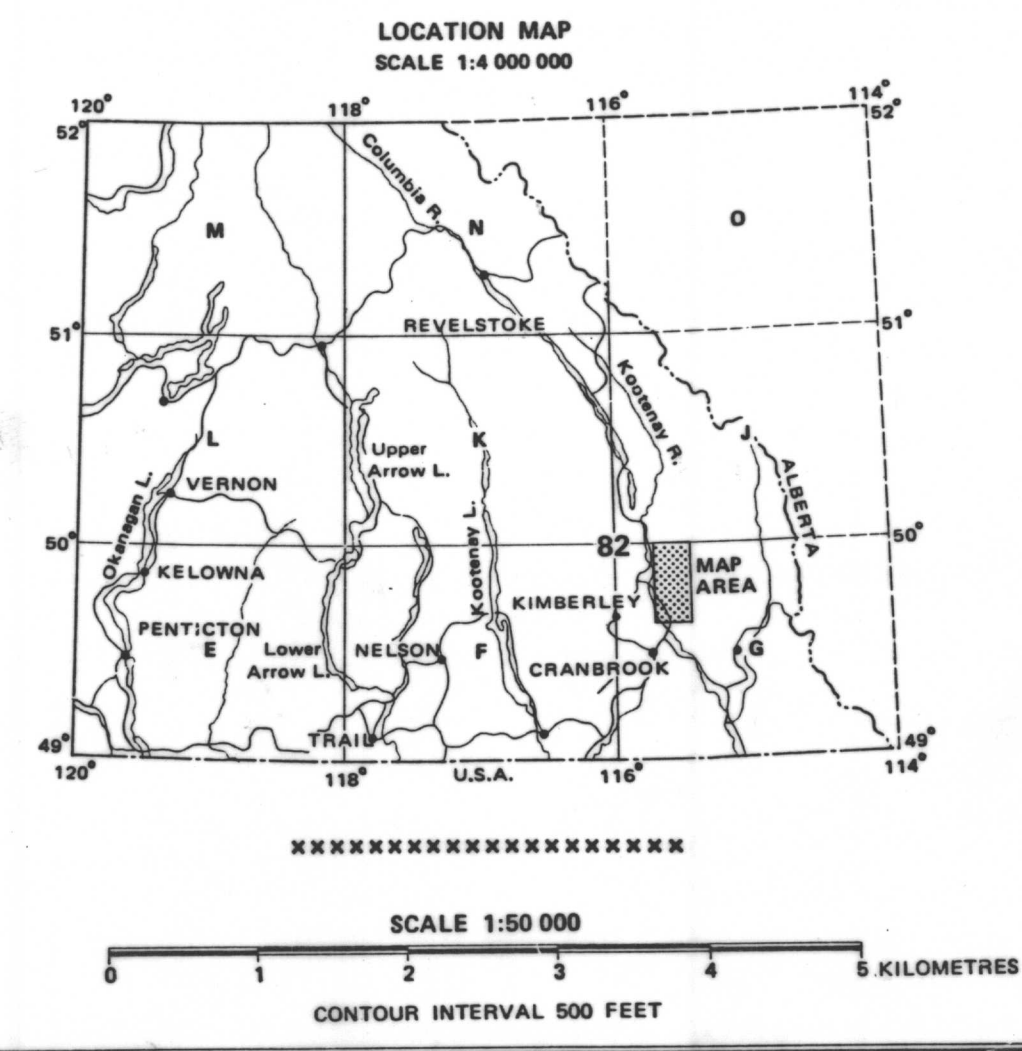 LOCATION MAP
SCALE 1:4 000 000
120° 118° 116° 114°
52° 52°
Columbia R.
M N O
51° REVELSTOKE 51°
Kootenay R.
L K J
Upper
Arrow L.
ALBERTA
VERNON
Okanagan L.
Kootenay L.
50° 82 50°
MAP
AREA
KELOWNA
KIMBERLEY
PENTICTON
E Lower NELSON F G
Arrow L. CRANBROOK
49° TRAIL 49°
120° 118° U.S.A. 116° 114°
xxxxxxxxxxxxxxxxxxxx
SCALE 1:50 000
0 1 2 3 4 5 KILOMETRES
CONTOUR INTERVAL 500 FEET